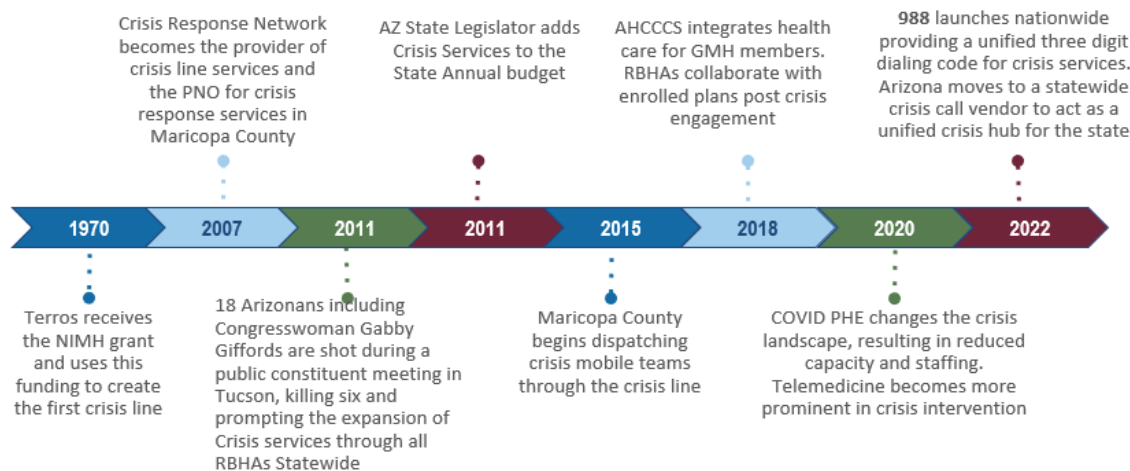 Crisis Response Network
becomes the provider of
crisis line services and
the PNO for crisis
response services in
Maricopa County
AZ State Legislator adds
Crisis Services to the
State Annual budget
AHCCCS integrates health
care for GMH members.
RBHAs collaborate with
enrolled plans post crisis
engagement
988 launches nationwide
providing a unified three digit
dialing code for crisis services.
Arizona moves to a statewide
crisis call vendor to act as a
unified crisis hub for the state
1970
2007
2011
2011
2015
2018
2020
2022
Terros receives
the NIMH grant
and uses this
funding to create
the first crisis line
18 Arizonans including
Congresswoman Gabby
Giffords are shot during a
public constituent meeting in
Tucson, killing six and
prompting the expansion of
Crisis services through all
RBHAs Statewide
Maricopa County
begins dispatching
crisis mobile teams
through the crisis line
COVID PHE changes the crisis
landscape, resulting in reduced
capacity and staffing.
Telemedicine becomes more
prominent in crisis intervention